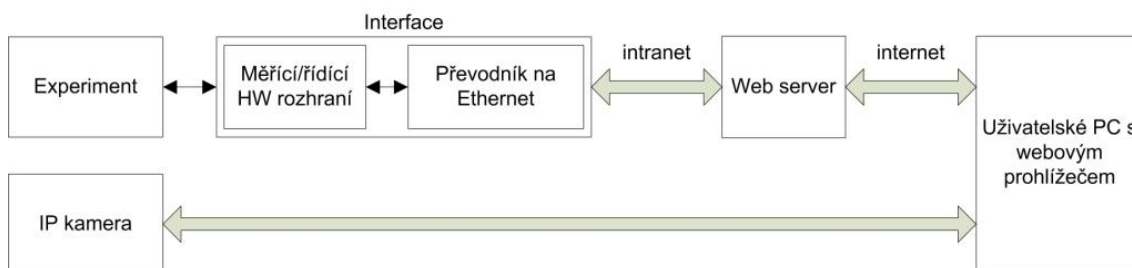 Interface
Experiment
Měřící/řídící
HW rozhraní
Převodník na
Ethernet
intranet
Web server
internet
Uživatelské PC s
webovým
prohlížečem
IP kamera